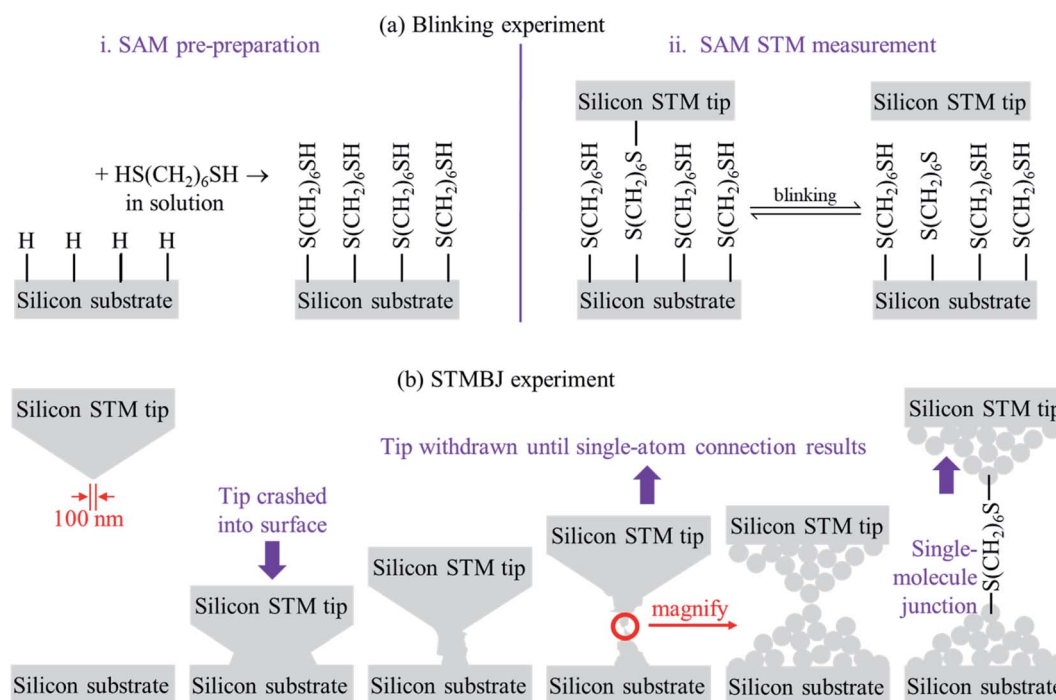 (a) Blinking experiment
i. SAM pre-preparation
ii. SAM STM measurement
+ HS(CH₂)₆SH →
in solution
H H H H
Silicon substrate
S(CH₂)₆SH
S(CH₂)₆SH
S(CH₂)₆SH
S(CH₂)₆SH
Silicon substrate
Silicon STM tip
S(CH₂)₆SH
S(CH₂)₆S
S(CH₂)₆SH
S(CH₂)₆SH
Silicon substrate
blinking
Silicon STM tip
S(CH₂)₆SH
S(CH₂)₆S
S(CH₂)₆SH
S(CH₂)₆SH
Silicon substrate
(b) STMBJ experiment
Silicon STM tip
100 nm
Silicon substrate
Tip crashed
into surface
Silicon STM tip
Silicon substrate
Silicon STM tip
Silicon substrate
Tip withdrawn until single-atom connection results
Silicon STM tip
magnify
Silicon substrate
Silicon STM tip
Silicon substrate
Silicon STM tip
S(CH₂)₆S
Single-
molecule
junction
Silicon substrate